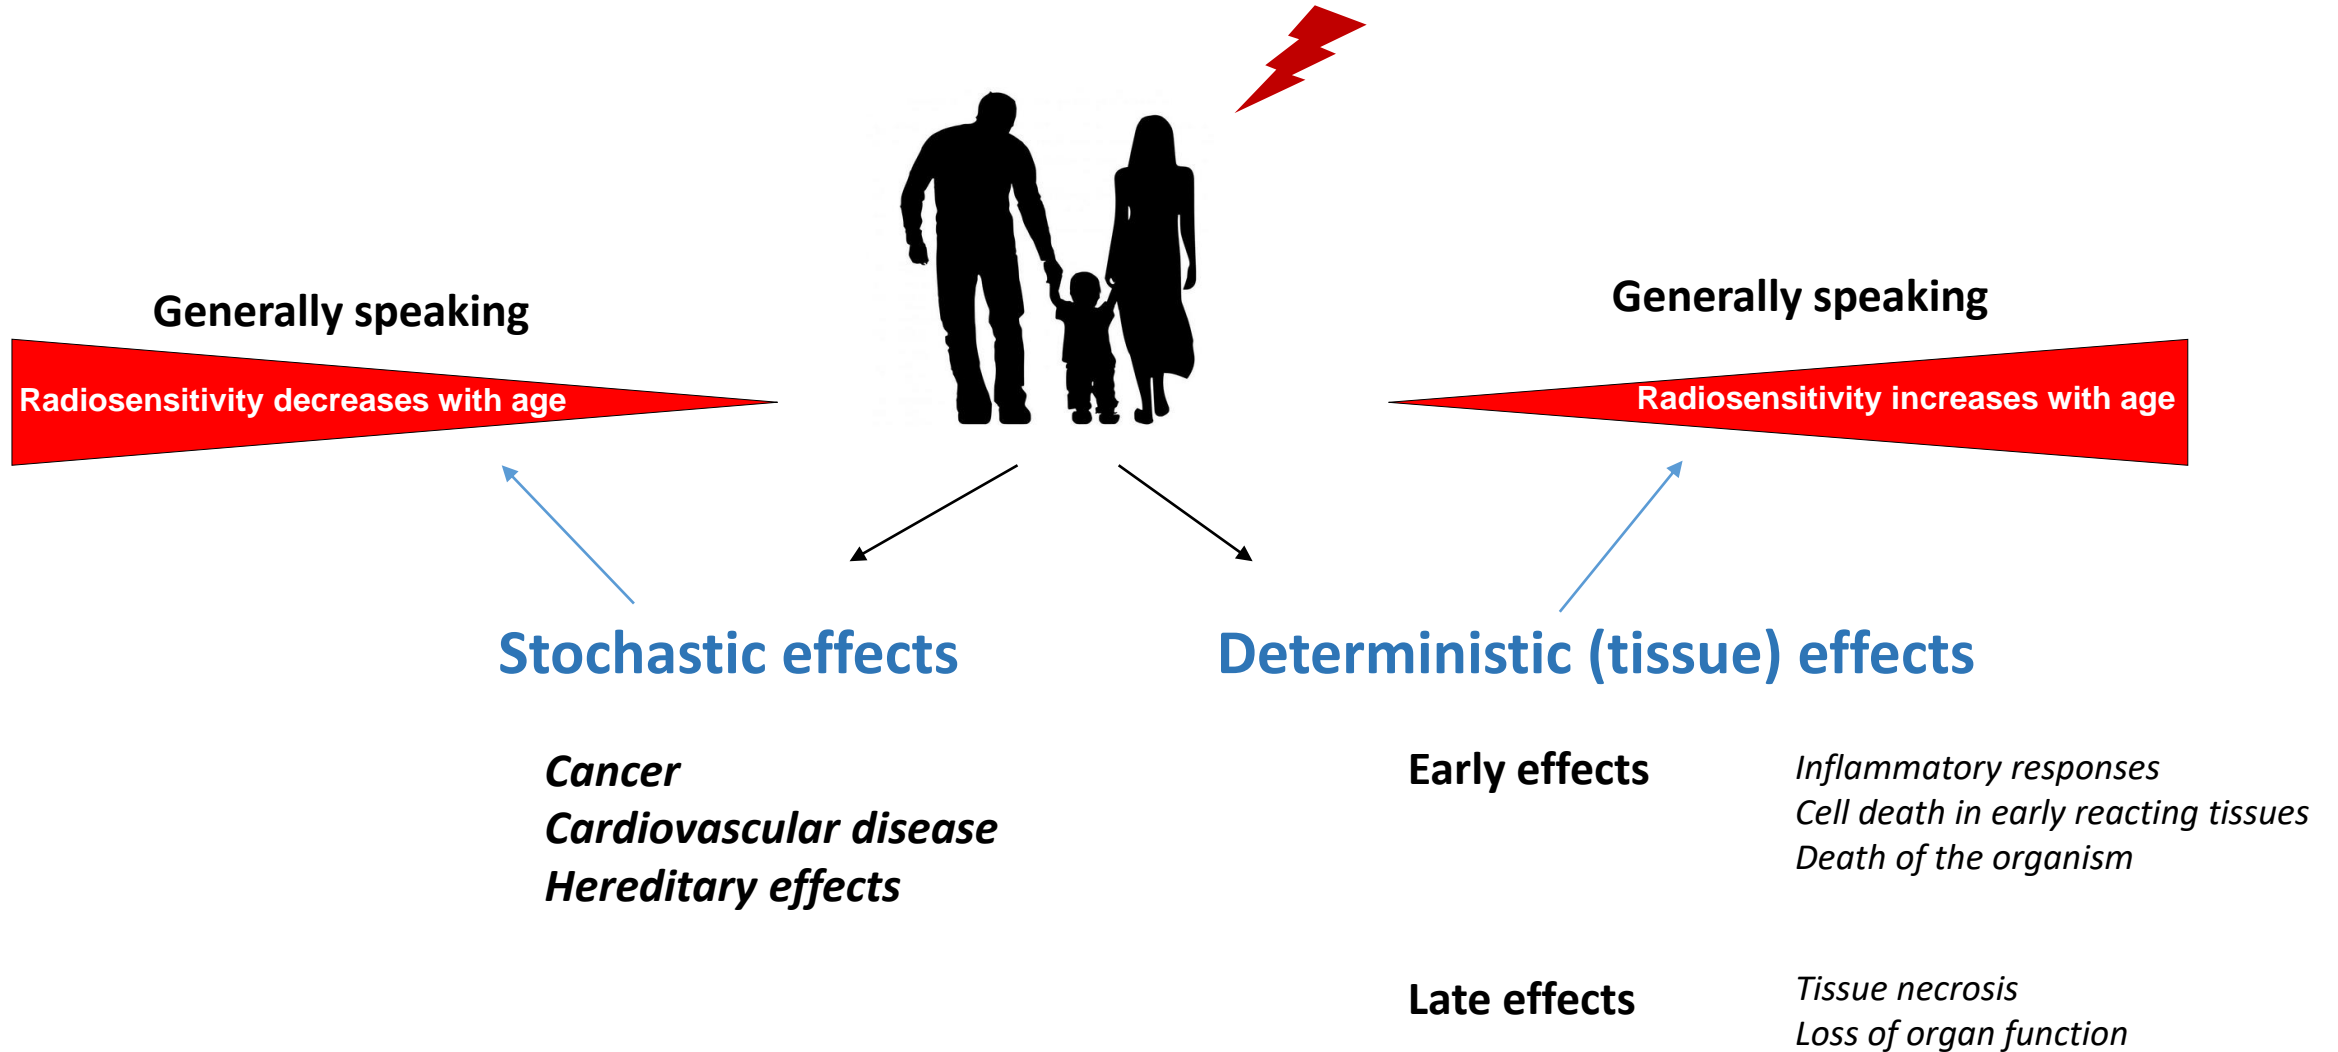 Generally speaking
Radiosensitivity decreases with age
Generally speaking
Radiosensitivity increases with age
Stochastic effects
Cancer
Cardiovascular disease
Hereditary effects
Deterministic (tissue) effects
Early effects
Inflammatory responses
Cell death in early reacting tissues
Death of the organism
Late effects
Tissue necrosis
Loss of organ function